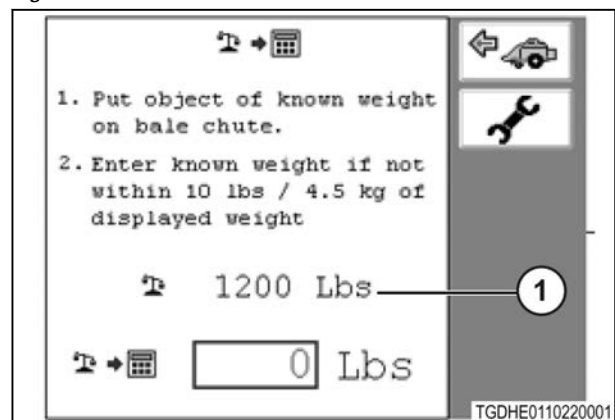 1. Put object of known weight
on bale chute.
2. Enter known weight if not
within 10 lbs / 4.5 kg of
displayed weight
1200 Lbs
1
0 Lbs
TGDHE0110220001